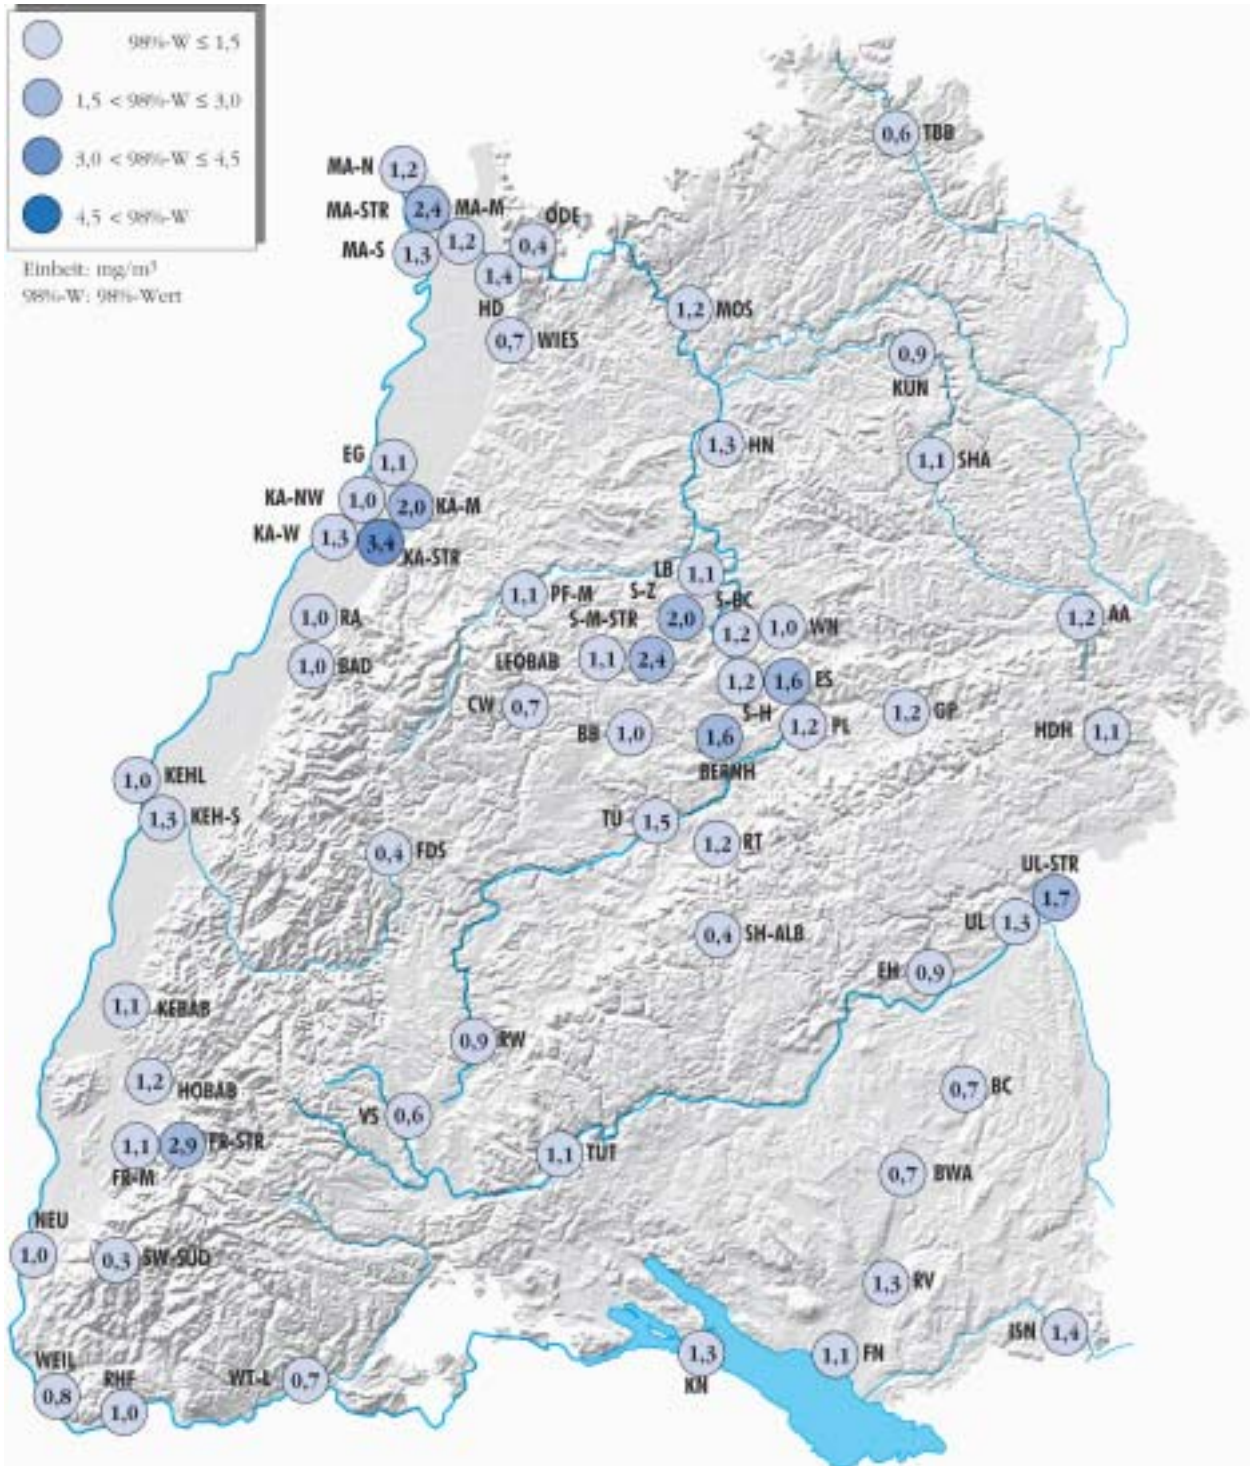 98%-W ≤ 1,5
1,5 < 98%-W ≤ 3,0
3,0 < 98%-W ≤ 4,5
4,5 < 98%-W
Einheit: mg/m³
98%-W: 98%-Wert
0,6 TBB
MA-N 1,2
MA-STR 2,4 MA-M
ODE
MA-S 1,3
1,2
0,4
1,4
HD
1,2 MOS
0,7 WIES
0,9
KUN
1,3 HN
EG
1,1
1,1 SHA
KA-NW 1,0
2,0 KA-M
KA-W 1,3
3,4
KA-STR
LB 1,1
1,1 PF-M
S-Z
S-BC
1,0 RA
S-M-STR 2,0
1,2
1,0 WN
1,2 AA
1,0 BAD
LEOBAB 1,1
2,4
1,2
1,6 ES
CW 0,7
S-H
1,2 GP
BB 1,0
1,6
1,2 PL
HDH 1,1
BERNH
1,0 KEHL
1,3 KEH-S
TÜ 1,5
0,4 FDS
1,2 RT
UL-STR
1,7
UL 1,3
0,4 SH-ALB
EH 0,9
1,1 KEBAB
0,9 RW
1,2 HOBAB
0,7 BC
VS 0,6
1,1
2,9 FR-STR
FR-M
1,1 TUT
0,7 BWA
NEU
1,0
0,3 SW-SÜD
1,3 RV
ISN 1,4
1,3
KN
1,1 FN
WEIL
0,8
RHF
1,0
WT-L 0,7